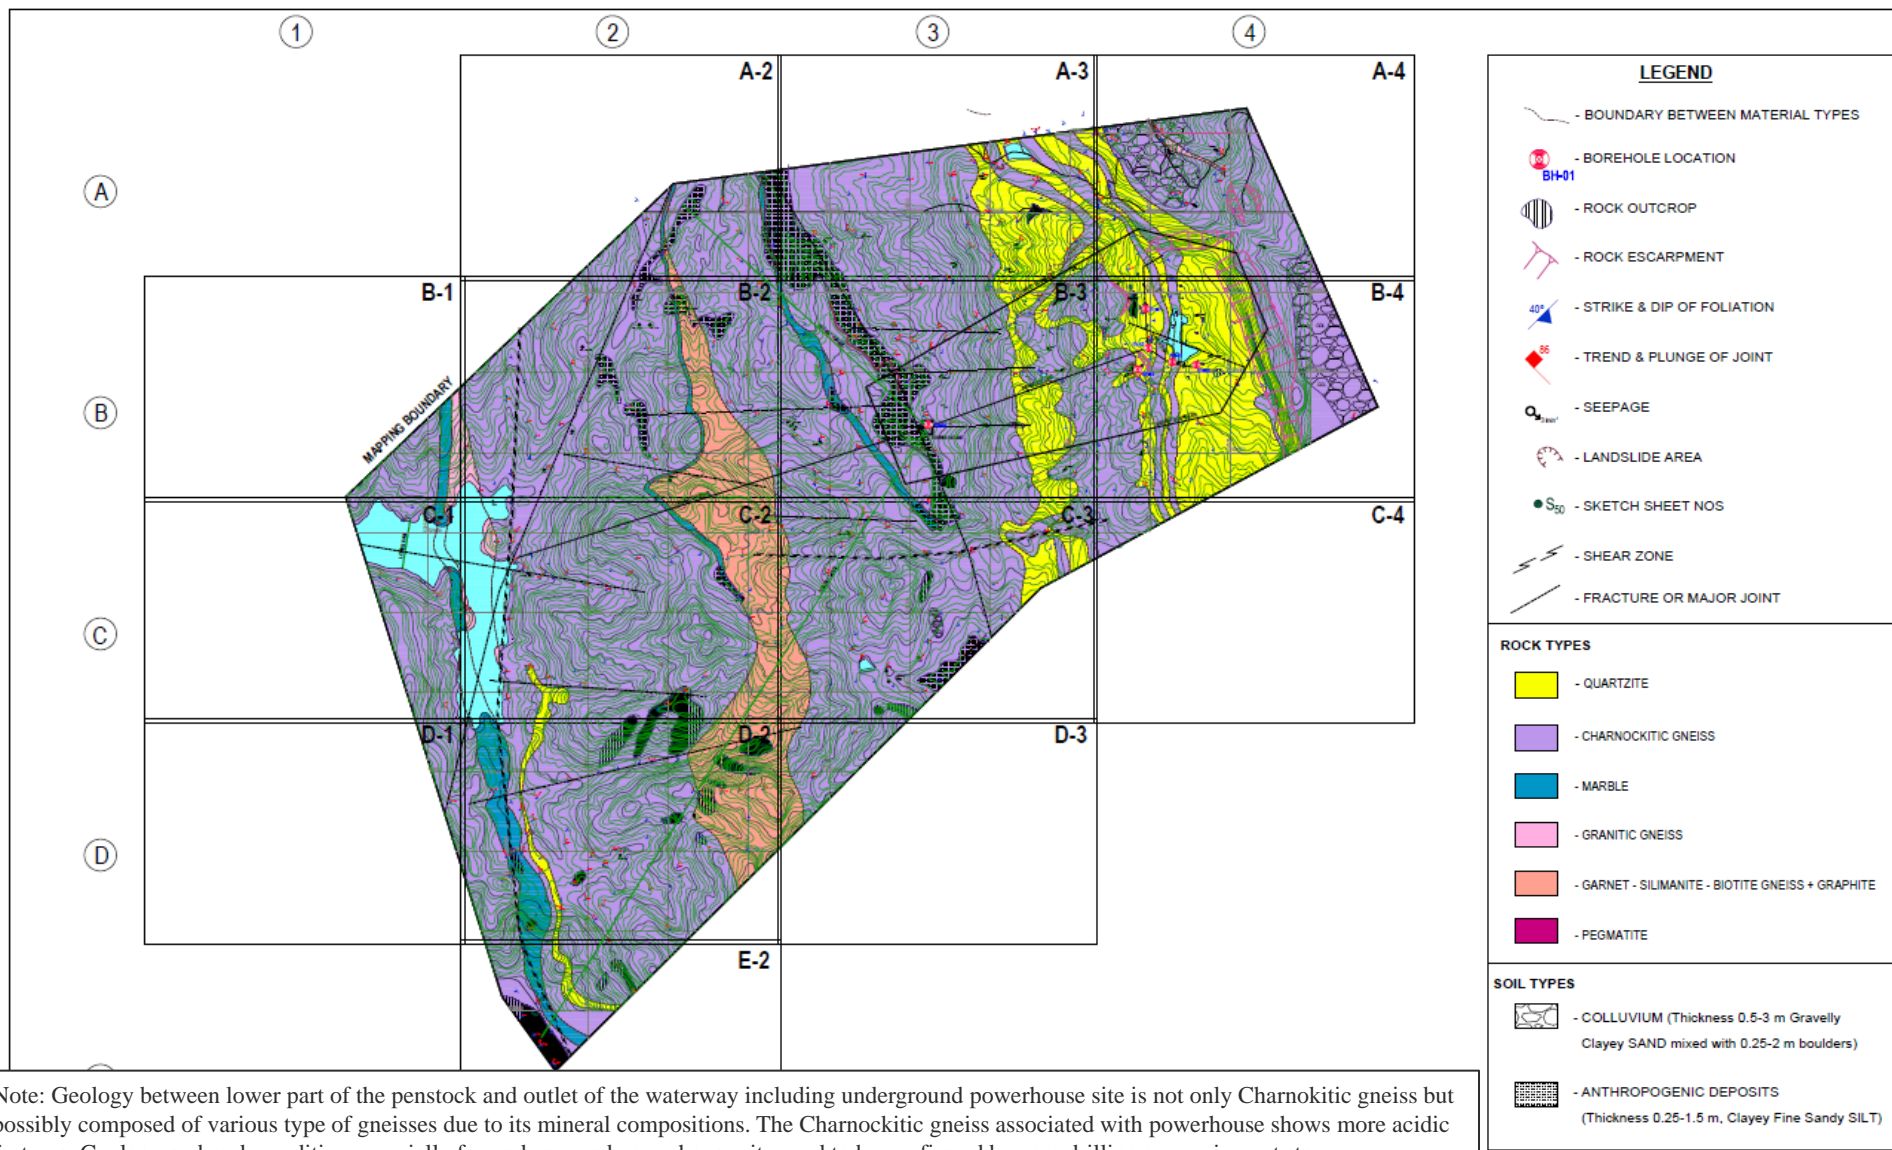 1
2
3
4
A-2
A-3
A-4
LEGEND
- BOUNDARY BETWEEN MATERIAL TYPES
- BOREHOLE LOCATION
BH-01
A
- ROCK OUTCROP
- ROCK ESCARPMENT
B-1
B-2
B-3
B-4
40°
- STRIKE & DIP OF FOLIATION
86
- TREND & PLUNGE OF JOINT
MAPPING BOUNDARY
B
- SEEPAGE
- LANDSLIDE AREA
C-1
C-2
C-3
C-4
S50 - SKETCH SHEET NOS
- SHEAR ZONE
- FRACTURE OR MAJOR JOINT
C
ROCK TYPES
- QUARTZITE
D-1
D-2
D-3
- CHARNOCKITIC GNEISS
- MARBLE
- GRANITIC GNEISS
D
- GARNET - SILIMANITE - BIOTITE GNEISS + GRAPHITE
- PEGMATITE
E-2
SOIL TYPES
- COLLUVIUM (Thickness 0.5-3 m Gravelly
Clayey SAND mixed with 0.25-2 m boulders)
- ANTHROPOGENIC DEPOSITS
(Thickness 0.25-1.5 m, Clayey Fine Sandy SILT)
Note: Geology between lower part of the penstock and outlet of the waterway including underground powerhouse site is not only Charnokitic gneiss but
possibly composed of various type of gneisses due to its mineral compositions. The Charnockitic gneiss associated with powerhouse shows more acidic